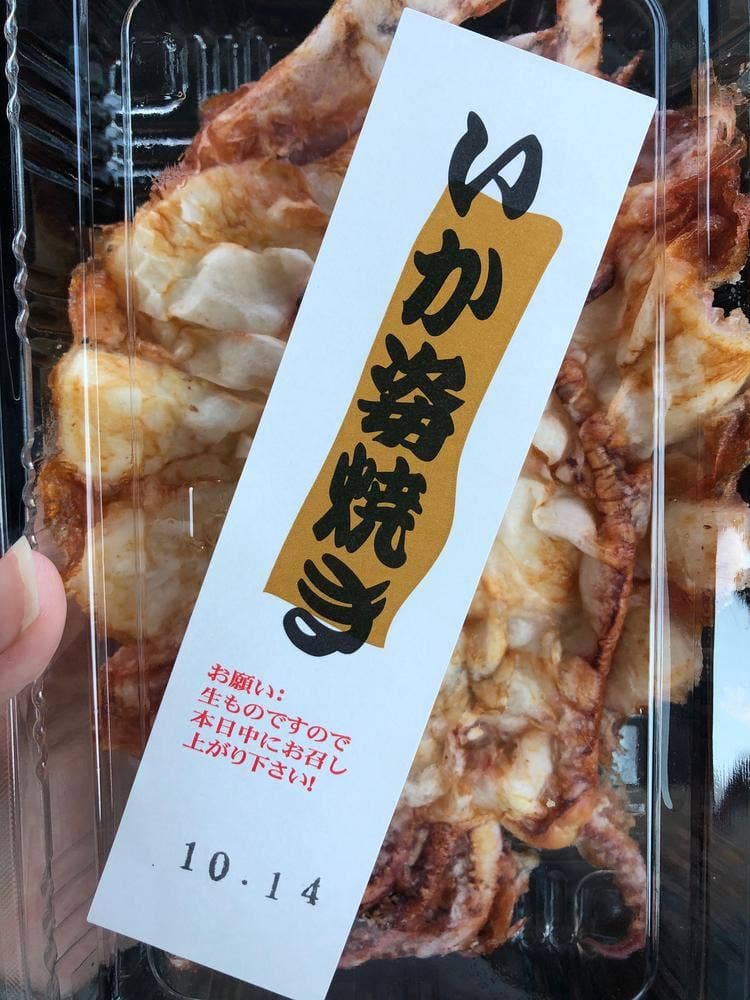 いか姿焼き
お願い:
生ものですので
本日中にお召し
上がり下さい!
10.14